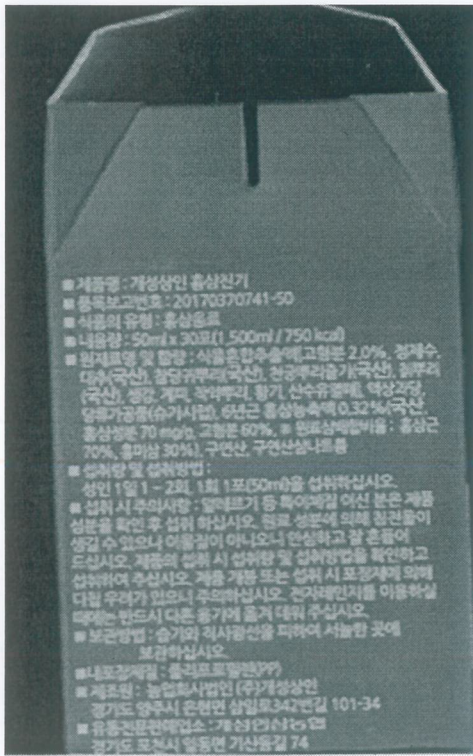 ■ 제품명 : 개성상인 홍삼진기
■ 품목보고번호 : 20170370741-50
■ 식품의 유형 : 홍삼음료
■ 내용량 : 50ml x 30포(1,500ml / 750 kcal)
■ 원재료명 및 함량 : 식물혼합추출액[고형분 2.0%, 정제수,
대추(국산), 참당귀뿌리(국산), 천궁뿌리줄기(국산), 칡뿌리
(국산), 생강, 계피, 작약뿌리, 황기, 산수유열매], 액상과당,
당류가공품(슈가시럽), 6년근 홍삼농축액 0.32%(국산,
홍삼성분 70 mg/g, 고형분 60%, ※ 원료삼배합비율 : 홍삼근
70%, 홍미삼 30%), 구연산, 구연산삼나트륨
■ 섭취량 및 섭취방법 :
성인 1일 1 ~ 2회, 1회 1포(50ml)을 섭취하십시오.
■ 섭취 시 주의사항 : 알레르기 등 특이체질 이신 분은 제품
성분을 확인 후 섭취 하십시오. 원료 성분에 의해 침전물이
생길 수 있으나 이물질이 아니오니 안심하고 잘 흔들어
드십시오. 제품의 섭취 시 섭취량 및 섭취방법을 확인하고
섭취하여 주십시오. 제품 개봉 또는 섭취 시 포장재에 의해
다칠 우려가 있으니 주의하십시오. 전자레인지를 이용하실
때에는 반드시 다른 용기에 옮겨 데워 주십시오.
■ 보관방법 : 습기와 직사광선을 피하여 서늘한 곳에
보관하십시오.
■ 내포장재질 : 폴리프로필렌(PP)
■ 제조원 : 농업회사법인 (주)개성상인
경기도 양주시 은현면 삼일로342번길 101-34
■ 유통전문판매업소 : 개성인삼농협
경기도 포천시 일동면 기산동길 74